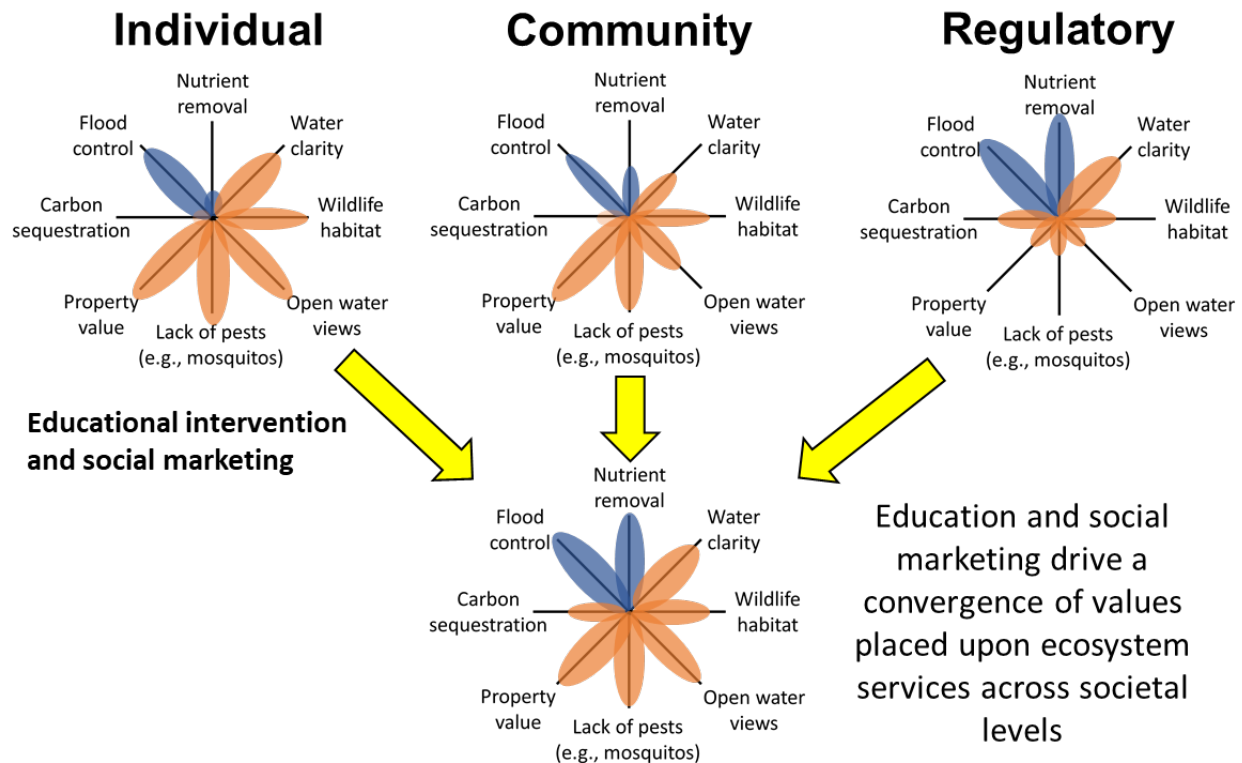 Individual
Nutrient
removal
Flood
control
Water
clarity
Carbon
sequestration
Wildlife
habitat
Property
value
Open water
views
Lack of pests
(e.g., mosquitos)
Community
Nutrient
removal
Flood
control
Water
clarity
Carbon
sequestration
Wildlife
habitat
Property
value
Open water
views
Lack of pests
(e.g., mosquitos)
Regulatory
Nutrient
removal
Flood
control
Water
clarity
Carbon
sequestration
Wildlife
habitat
Property
value
Open water
views
Lack of pests
(e.g., mosquitos)
Educational intervention
and social marketing
Nutrient
removal
Flood
control
Water
clarity
Carbon
sequestration
Wildlife
habitat
Property
value
Open water
views
Lack of pests
(e.g., mosquitos)
Education and social
marketing drive a
convergence of values
placed upon ecosystem
services across societal
levels